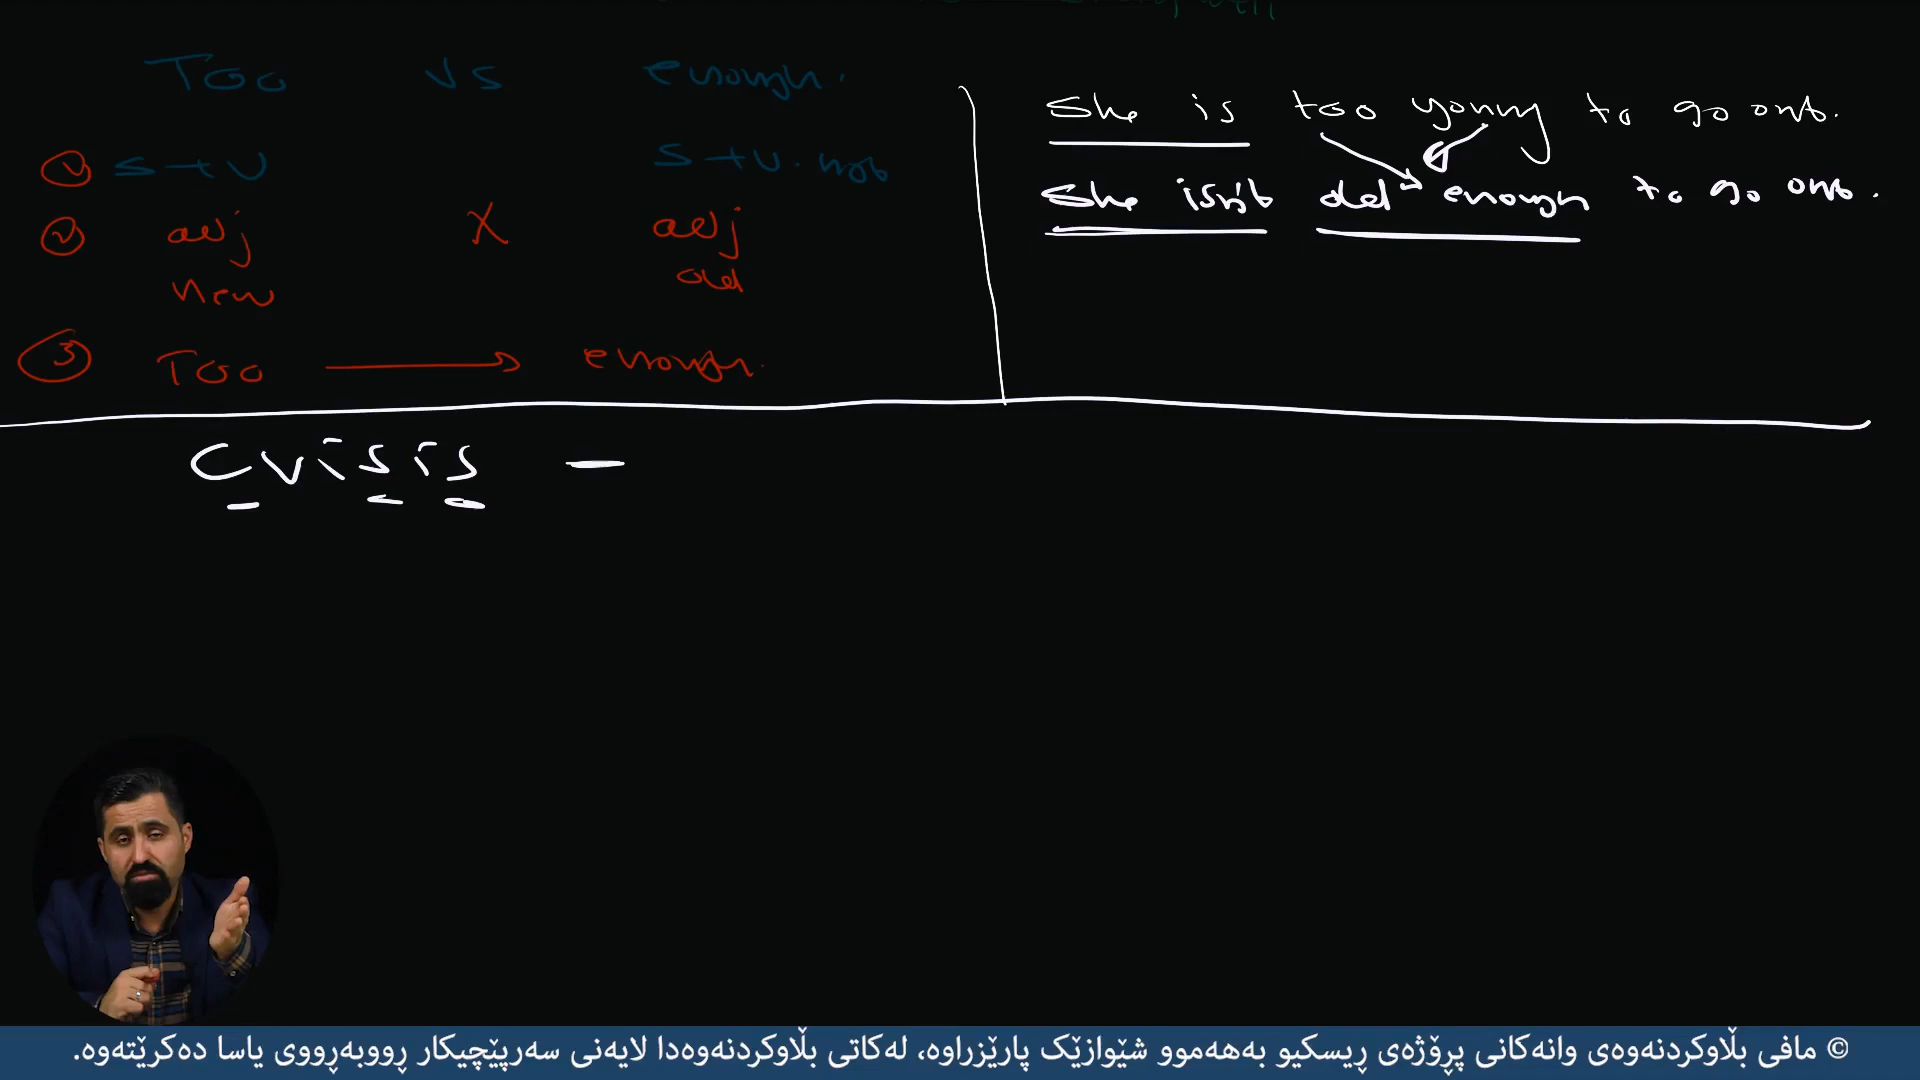 Too vs enough.
① s + v s + v. not
② adj X adj
new old
③ Too → enough.
She is too young to go out.
She isn't old enough to go out.
Crisis –
© مافی بڵاوکردنەوەی وانەکانی پڕۆژەی ڕیسکیو بەهەموو شێوازێک پارێزراوە، لەکاتی بڵاوکردنەوەدا لایەنی سەرپێچیکار ڕووبەڕووی یاسا دەکرێتەوە.